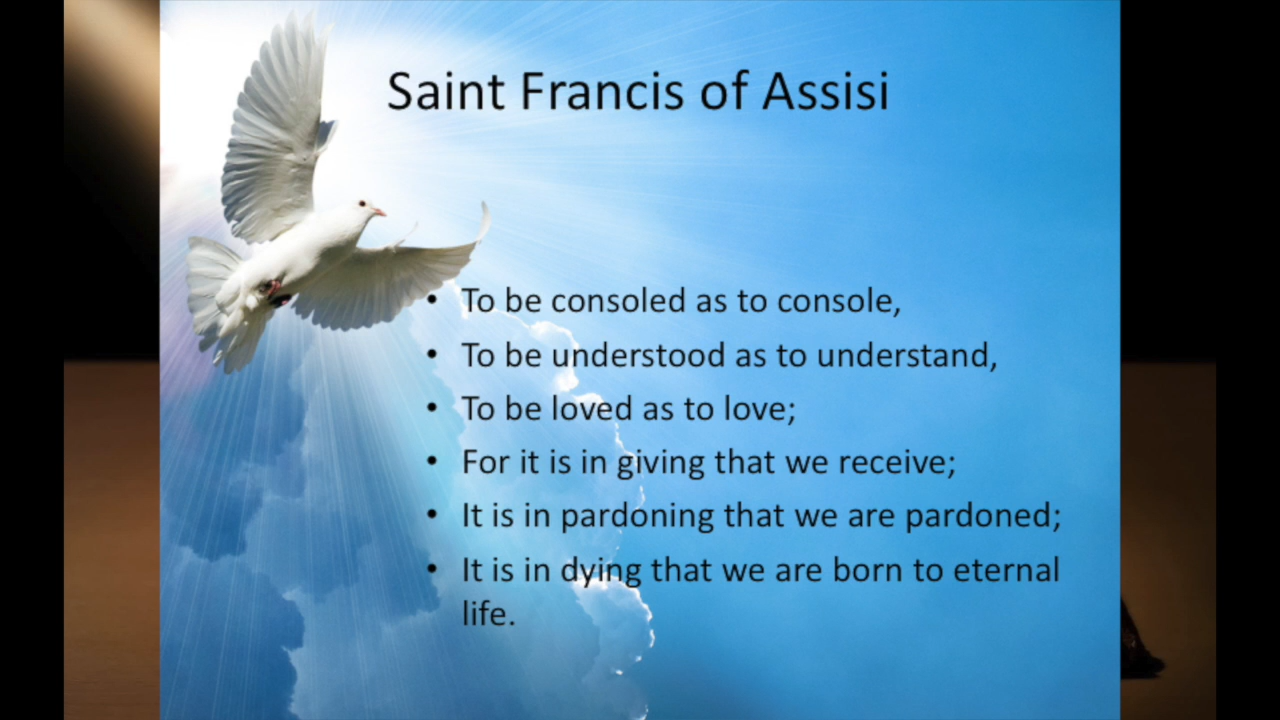 Saint Francis of Assisi
• To be consoled as to console,
• To be understood as to understand,
• To be loved as to love;
• For it is in giving that we receive;
• It is in pardoning that we are pardoned;
• It is in dying that we are born to eternal
life.